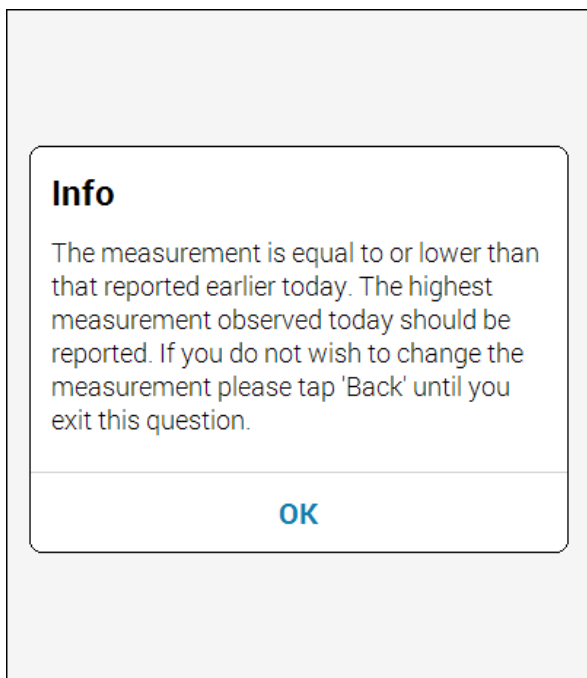 Info
The measurement is equal to or lower than
that reported earlier today. The highest
measurement observed today should be
reported. If you do not wish to change the
measurement please tap 'Back' until you
exit this question.
OK